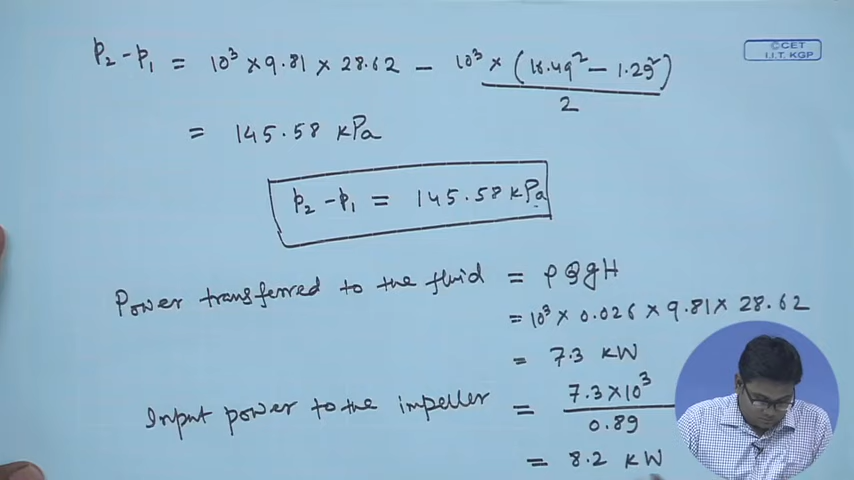 ©CET
I.I.T. KGP
p₂ - p₁ = 10³ × 9.81 × 28.62 - 10³ × (16.49² - 1.29²) / 2
= 145.58 kPa
p₂ - p₁ = 145.58 kPa
Power transferred to the fluid = ρQgH
= 10³ × 0.026 × 9.81 × 28.62
= 7.3 KW
Input power to the impeller = 7.3 × 10³ / 0.89
= 8.2 KW